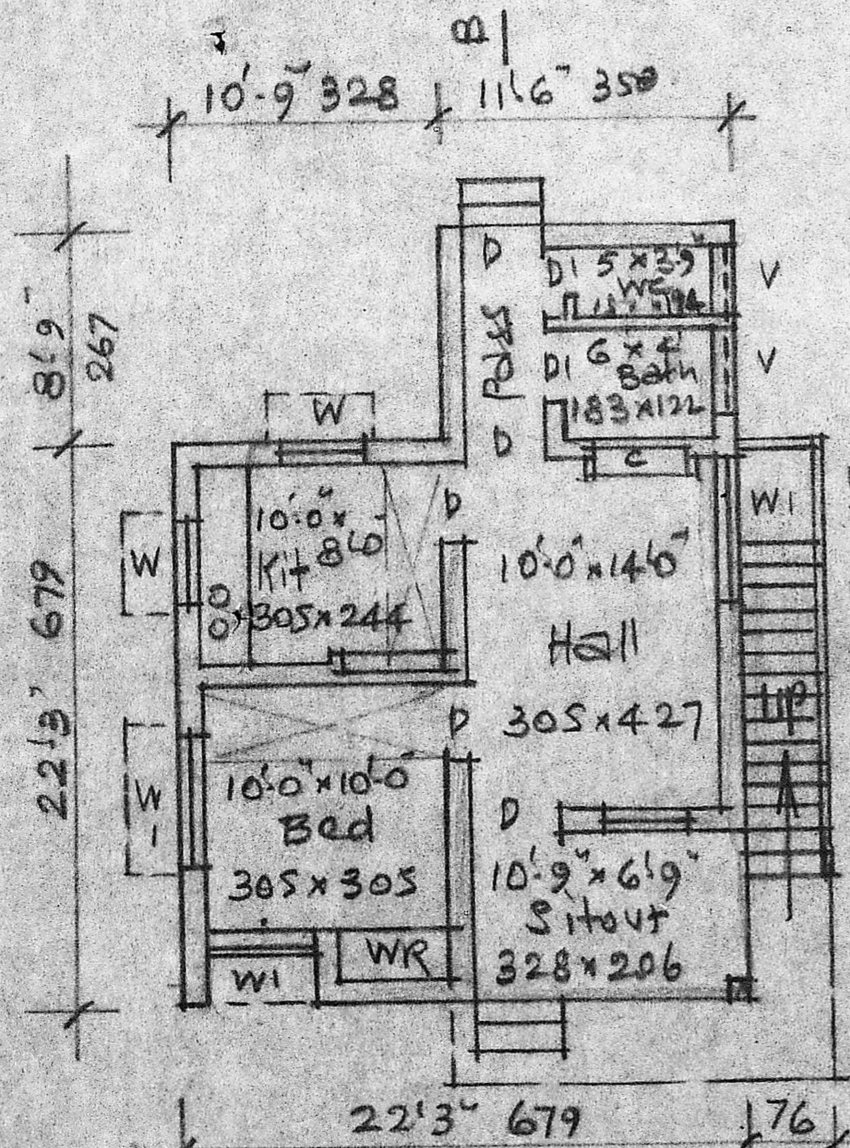 B
10'-9" 328
11'6" 350
8'9"
267
D
D1 5 x 3'9"
WC
V
Pass
D1 6 x 4'
Bath
183 x 122
V
W
D
C
W
10'-0" x
8'0"
Kit
305 x 244
D
10'-0" x 14'0"
Hall
305 x 427
W1
UP
22'3" 679
W1
10'-0" x 10'-0"
Bed
305 x 305
D
D
10'-9" x 6'9"
Sitout
328 x 206
W1
WR
22'3" 679
76